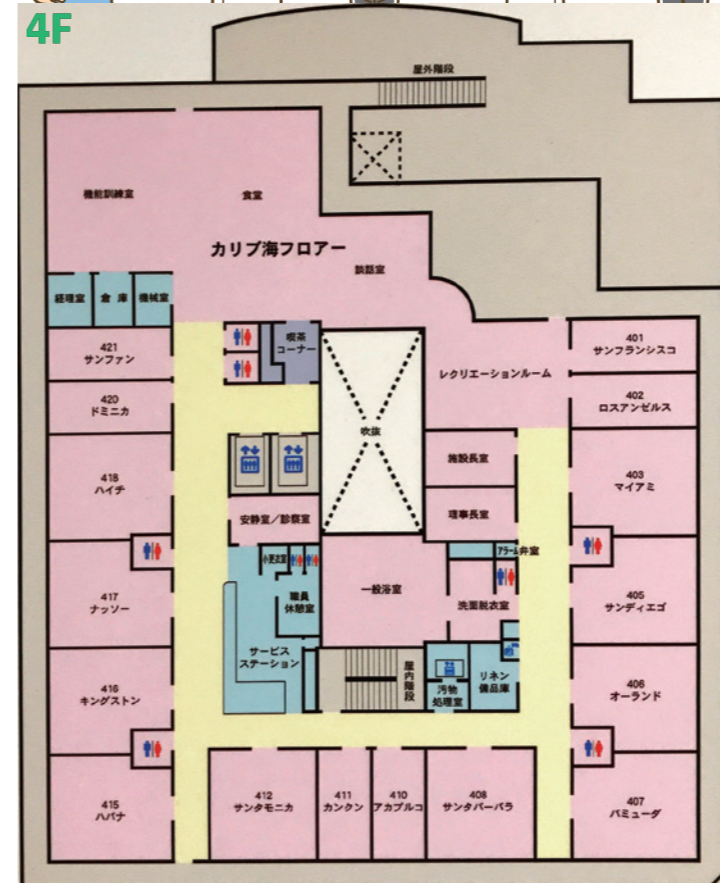 4F
屋外階段
機能訓練室
食堂
カリブ海フロアー
談話室
経理室
倉庫
機械室
喫茶
コーナー
401
サンフランシスコ
421
サンファン
レクリエーションルーム
402
ロスアンゼルス
420
ドミニカ
吹抜
施設長室
403
マイアミ
418
ハイチ
理事長室
安静室／診察室
アラーム弁室
小更衣室
一般浴室
職員
休憩室
洗面脱衣室
417
ナッソー
405
サンディエゴ
サービス
ステーション
屋内階段
リネン
備品庫
汚物
処理室
416
キングストン
406
オーランド
412
サンタモニカ
411
カンクン
410
アカプルコ
408
サンタバーバラ
415
ハバナ
407
バミューダ